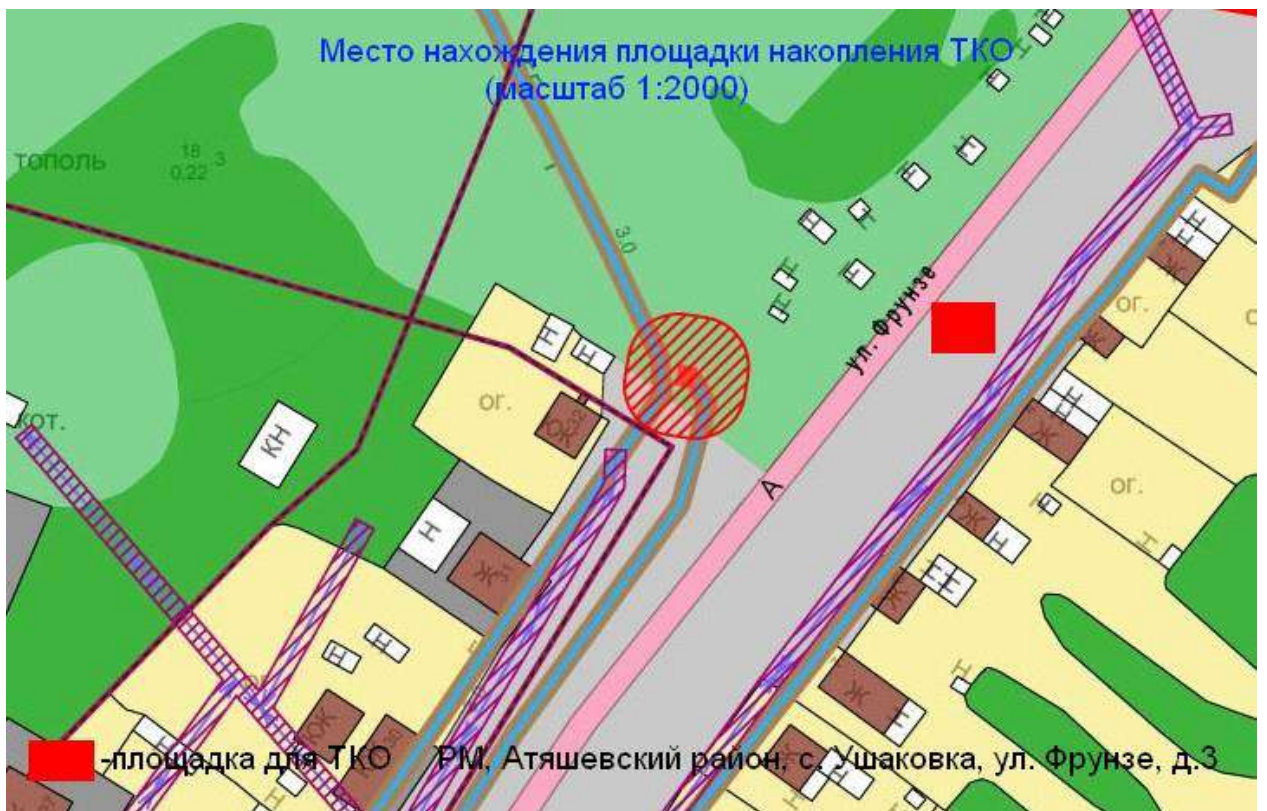 Место нахождения площадки накопления ТКО
(масштаб 1:2000)
тополь
18
0.22
3
3.0
ул. Фрунзе
А
Н
Н
ог.
кот.
КН
Н
Ж
Н
Н
ог.
ог.
Ж
Ж
Ж
Ж
Ж
Ж
-площадка для ТКО РМ, Атяшевский район, с. Ушаковка, ул. Фрунзе, д.3